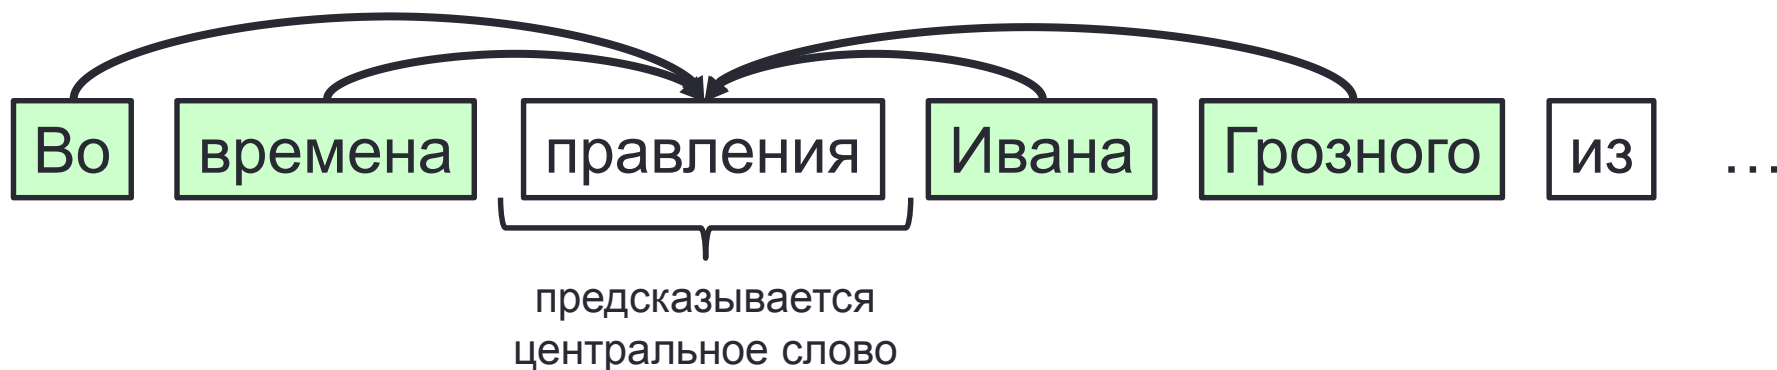 Во времена правления Ивана Грозного из …
предсказывается
центральное слово